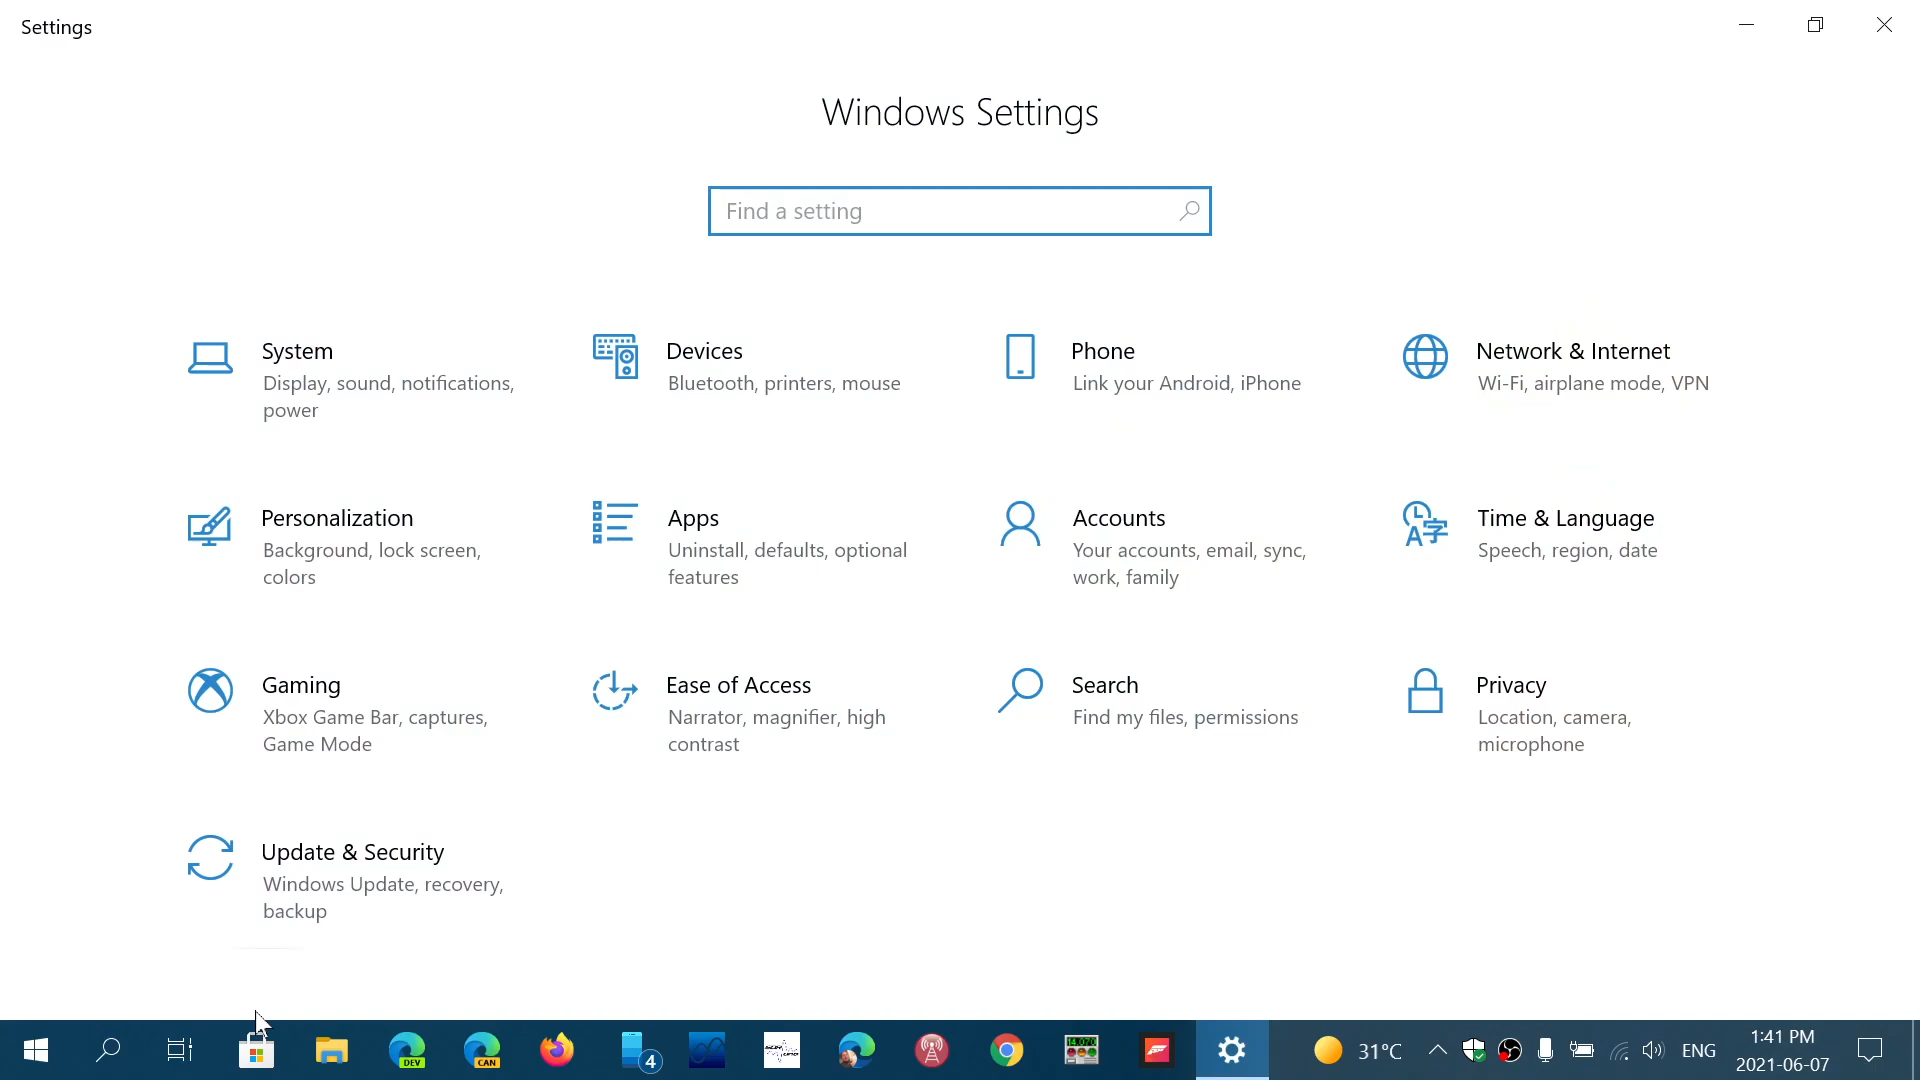 Settings
Windows Settings
Find a setting
System
Display, sound, notifications,
power
Devices
Bluetooth, printers, mouse
Phone
Link your Android, iPhone
Network & Internet
Wi-Fi, airplane mode, VPN
Personalization
Background, lock screen,
colors
Apps
Uninstall, defaults, optional
features
Accounts
Your accounts, email, sync,
work, family
Time & Language
Speech, region, date
Gaming
Xbox Game Bar, captures,
Game Mode
Ease of Access
Narrator, magnifier, high
contrast
Search
Find my files, permissions
Privacy
Location, camera,
microphone
Update & Security
Windows Update, recovery,
backup
DEV
CAN
4
31°C
ENG
1:41 PM
2021-06-07